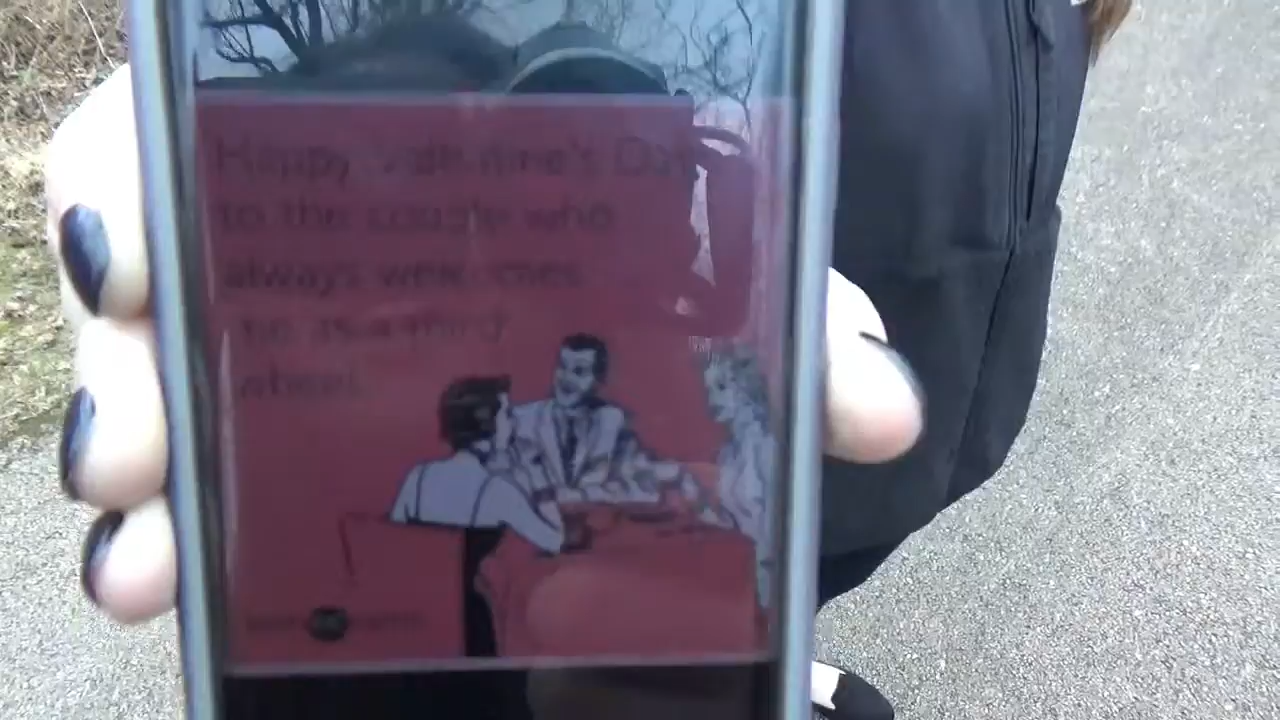 Happy Valentine's Day
to the couple who
always welcomes
me as a third
wheel.